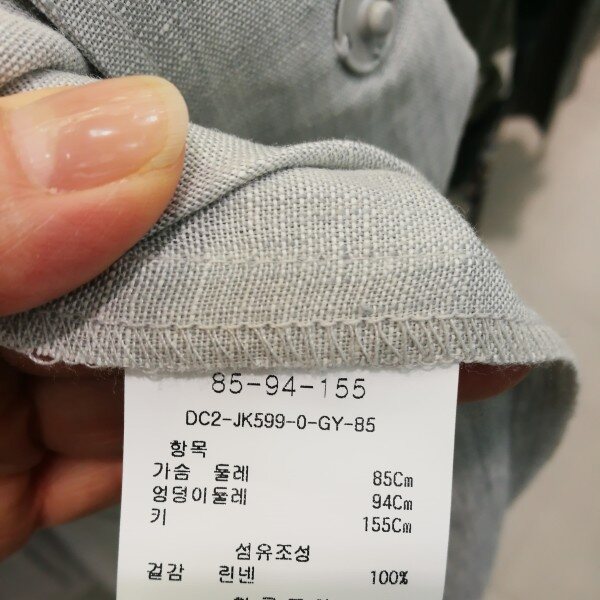 85-94-155
DC2-JK599-0-GY-85
항목
가슴 둘레 85Cm
엉덩이둘레 94Cm
키 155Cm
섬유조성
겉감 린넨 100%